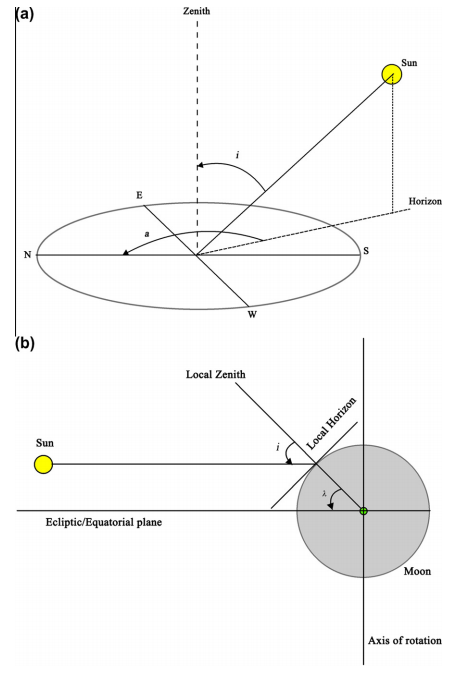 (a)
Zenith
Sun
i
E
Horizon
a
N
S
W
(b)
Local Zenith
Local Horizon
Sun
i
λ
Ecliptic/Equatorial plane
Moon
Axis of rotation